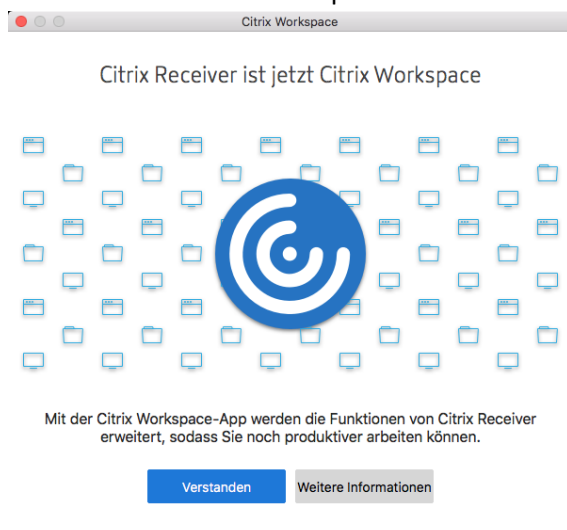 Citrix Workspace
Citrix Receiver ist jetzt Citrix Workspace
Mit der Citrix Workspace-App werden die Funktionen von Citrix Receiver
erweitert, sodass Sie noch produktiver arbeiten können.
Verstanden Weitere Informationen